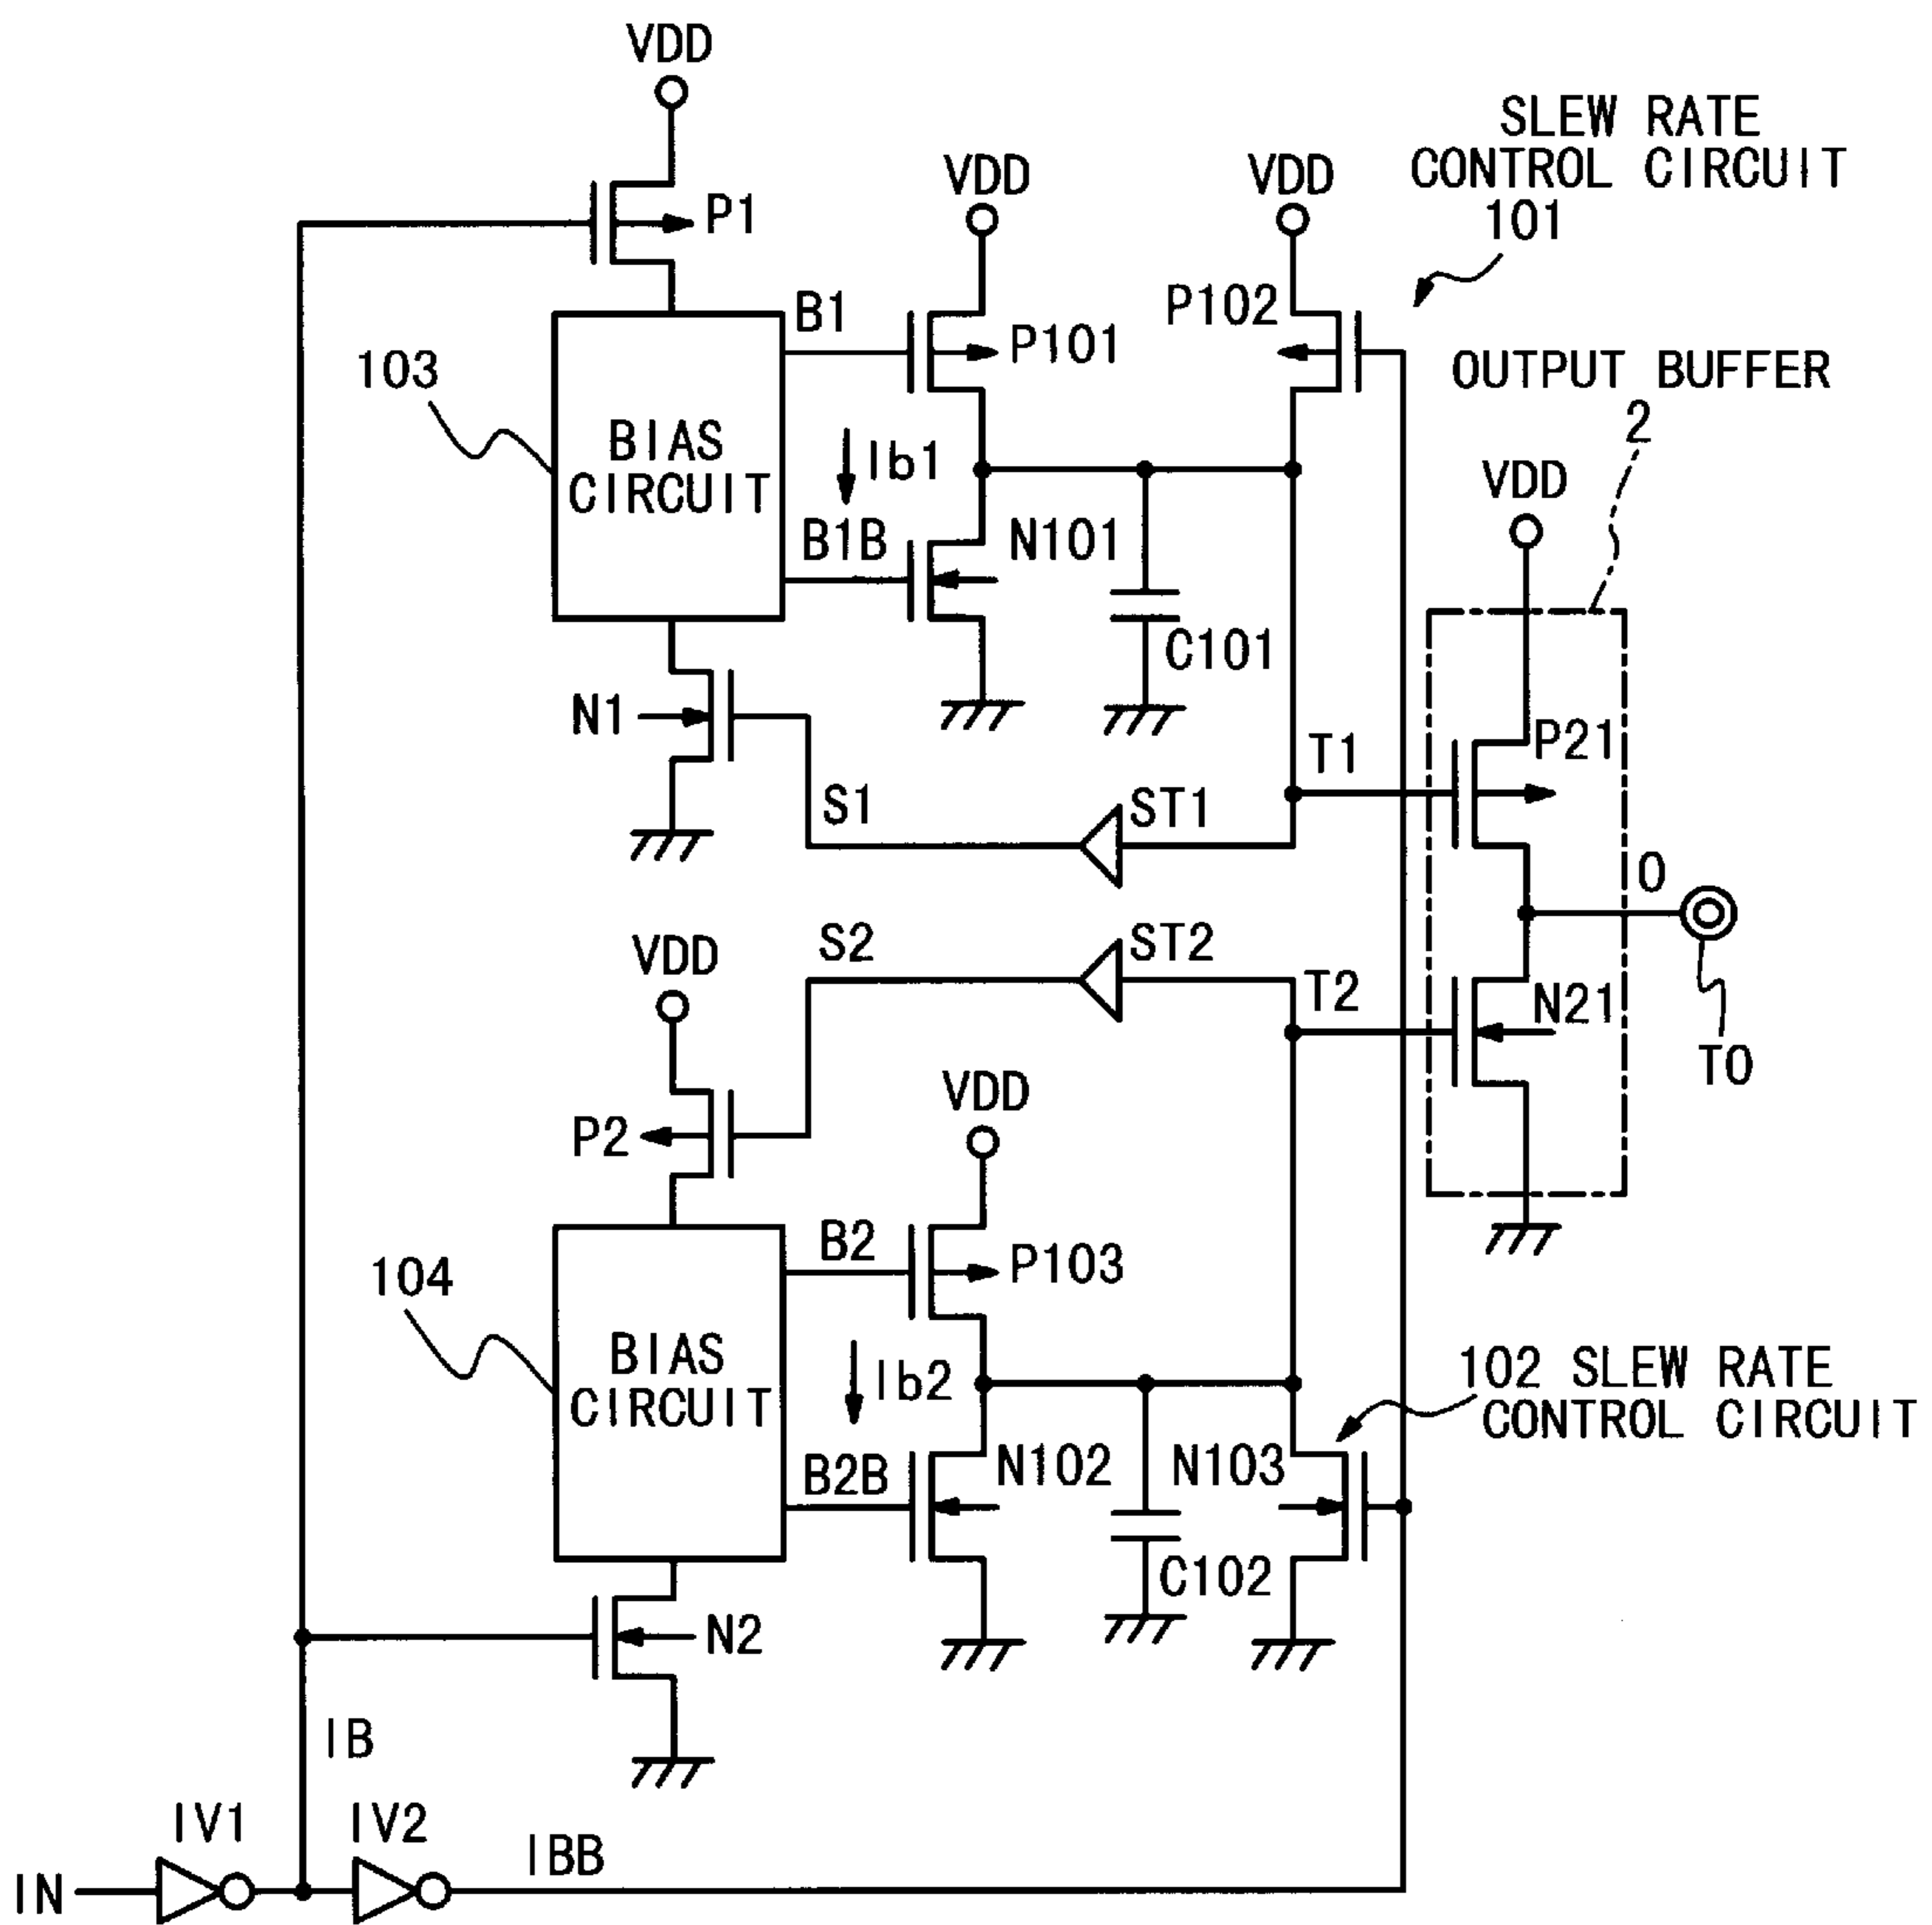 VDD
SLEW RATE
CONTROL CIRCUIT
101
VDD
VDD
P1
B1
P101
P102
OUTPUT BUFFER
2
103
BIAS
CIRCUIT
Ib1
VDD
B1B
N101
C101
N1
T1
P21
S1
ST1
O
VDD
S2
ST2
T2
N21
TO
VDD
P2
B2
P103
104
BIAS
CIRCUIT
Ib2
102 SLEW RATE
CONTROL CIRCUIT
B2B
N102
N103
C102
N2
IB
IV1
IV2
IBB
IN